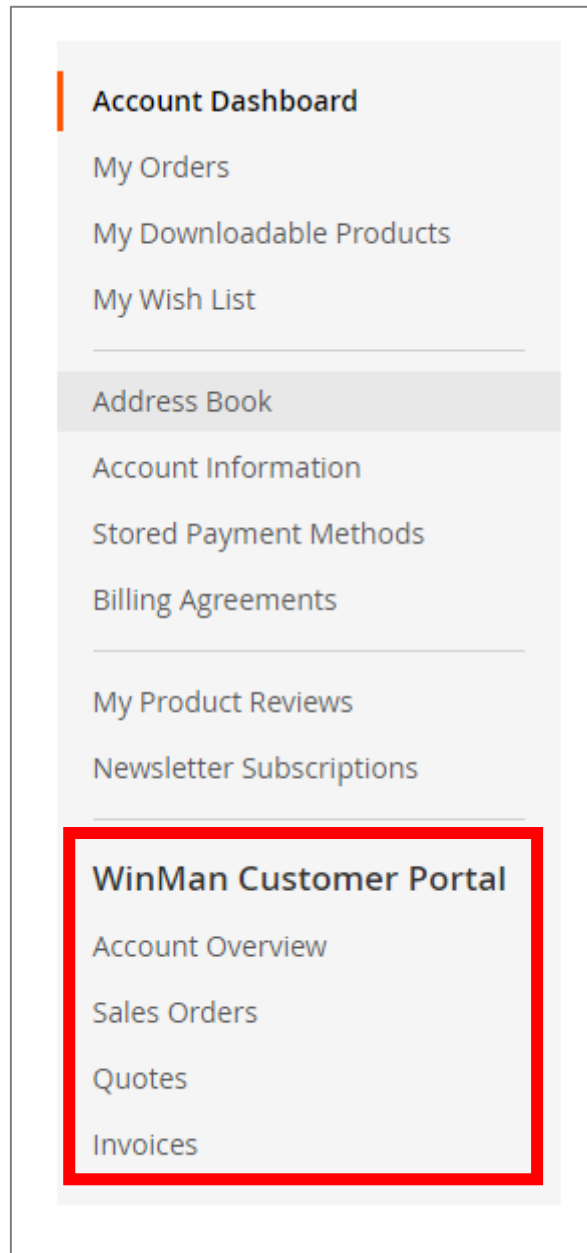 Account Dashboard
My Orders
My Downloadable Products
My Wish List
Address Book
Account Information
Stored Payment Methods
Billing Agreements
My Product Reviews
Newsletter Subscriptions
WinMan Customer Portal
Account Overview
Sales Orders
Quotes
Invoices